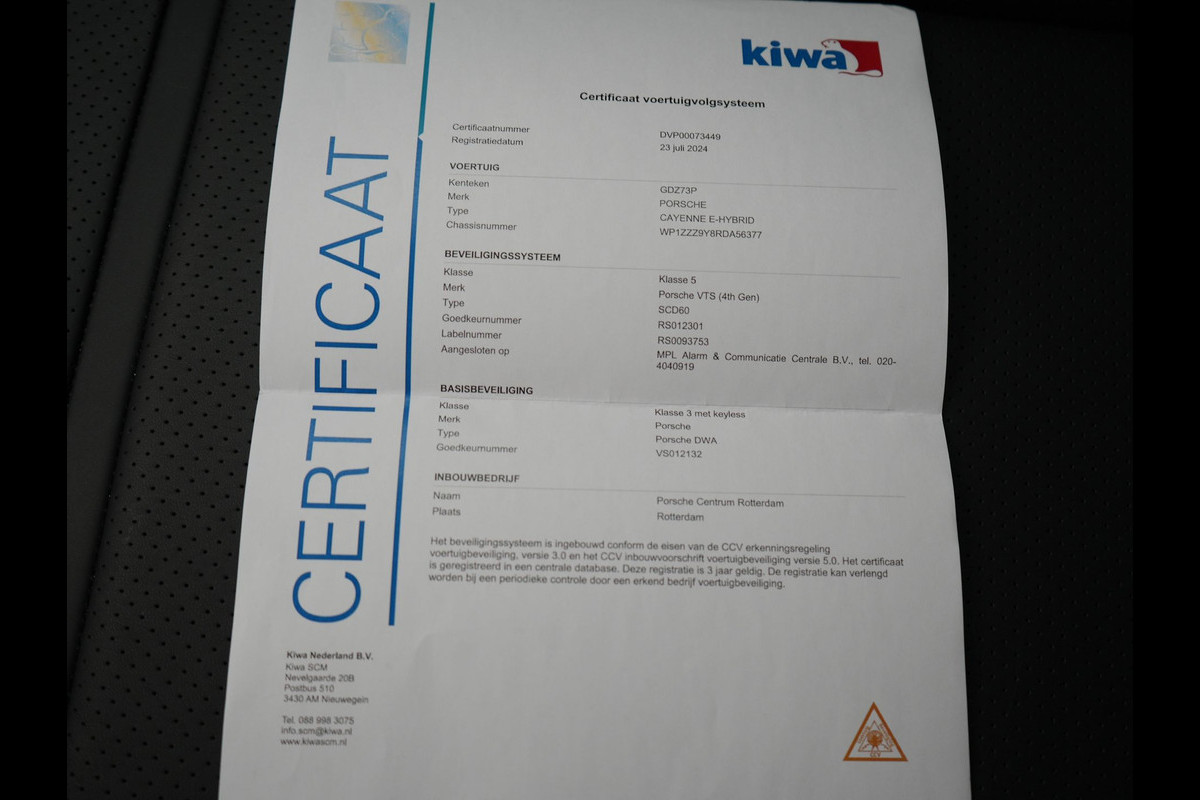 kiwa
Certificaat voertuigvolgsysteem
Certificaatnummer DVP00073449
Registratiedatum 23 juli 2024
VOERTUIG
Kenteken GDZ73P
Merk PORSCHE
Type CAYENNE E-HYBRID
Chassisnummer WP1ZZZ9Y8RDA56377
BEVEILIGINGSSYSTEEM
Klasse Klasse 5
Merk Porsche VTS (4th Gen)
Type SCD60
Goedkeurnummer RS012301
Labelnummer RS0093753
Aangesloten op MPL Alarm & Communicatie Centrale B.V., tel. 020-
4040919
BASISBEVEILIGING
Klasse Klasse 3 met keyless
Merk Porsche
Type Porsche DWA
Goedkeurnummer VS012132
INBOUWBEDRIJF
Naam Porsche Centrum Rotterdam
Plaats Rotterdam
Het beveiligingssysteem is ingebouwd conform de eisen van de CCV erkenningsregeling
voertuigbeveiliging, versie 3.0 en het CCV inbouwvoorschrift voertuigbeveiliging versie 5.0. Het certificaat
is geregistreerd in een centrale database. Deze registratie is 3 jaar geldig. De registratie kan verlengd
worden bij een periodieke controle door een erkend bedrijf voertuigbeveiliging.
CERTIFICAAT
Kiwa Nederland B.V.
Kiwa SCM
Nevelgaarde 20B
Postbus 510
3430 AM Nieuwegein
Tel. 088 998 3075
info.scm@kiwa.nl
www.kiwascm.nl
CCV